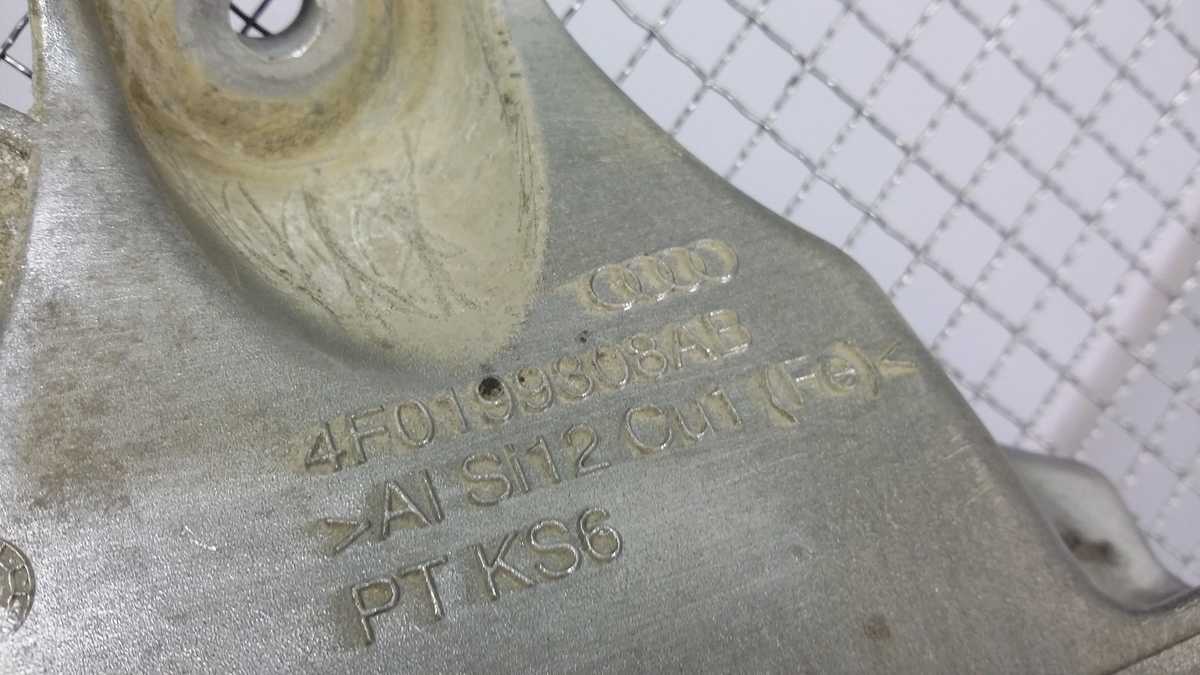 4F0199308AB
>Al Si12 Cu1 (Fe)<
PT KS6